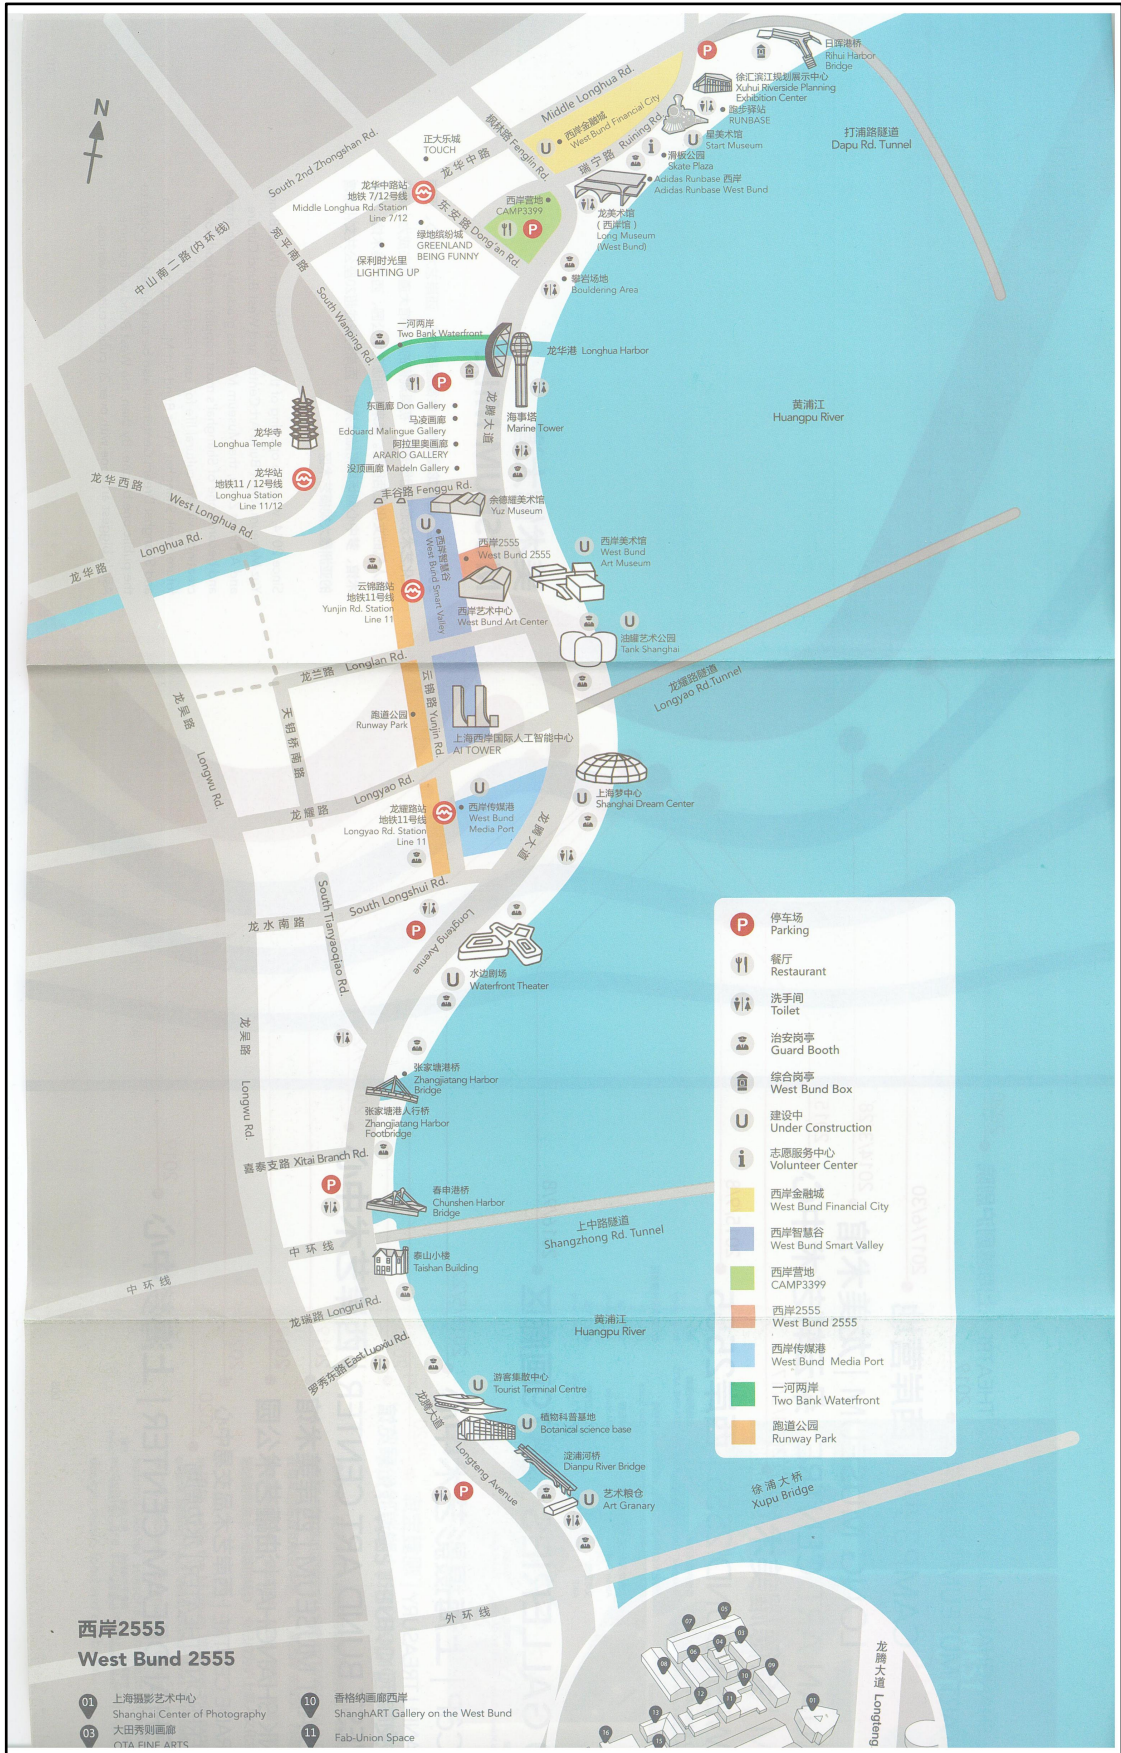 N
日晖港桥
Rihui Harbor
Bridge
徐汇滨江规划展示中心
Xuhui Riverside Planning
Exhibition Center
跑步驿站
RUNBASE
打浦路隧道
Dapu Rd. Tunnel
星美术馆
Start Museum
滑板公园
Skate Plaza
Adidas Runbase 西岸
Adidas Runbase West Bund
Middle Longhua Rd.
西岸金融城
West Bund Financial City
瑞宁路 Ruining Rd.
枫林路 Fenglin Rd.
South 2nd Zhongshan Rd.
中山南二路(内环线)
正大乐城
TOUCH
龙华中路
龙华中路站
地铁 7/12号线
Middle Longhua Rd. Station
Line 7/12
东安路 Dong'an Rd.
西岸营地
CAMP3399
龙美术馆
(西岸馆)
Long Museum
(West Bund)
绿地缤纷城
GREENLAND
BEING FUNNY
保利时光里
LIGHTING UP
宛平南路
South Wanping Rd.
攀岩场地
Bouldering Area
一河两岸
Two Bank Waterfront
龙华港 Longhua Harbor
黄浦江
Huangpu River
东画廊 Don Gallery
马凌画廊
Edouard Malingue Gallery
阿拉里奥画廊
ARARIO GALLERY
没顶画廊 MadeIn Gallery
龙腾大道
海事塔
Marine Tower
龙华寺
Longhua Temple
龙华站
地铁11 / 12号线
Longhua Station
Line 11/12
龙华西路
West Longhua Rd.
Longhua Rd.
龙华路
丰谷路 Fenggu Rd.
余德耀美术馆
Yuz Museum
西岸智慧谷
West Bund Smart Valley
西岸2555
West Bund 2555
西岸美术馆
West Bund
Art Museum
云锦路站
地铁11号线
Yunjin Rd. Station
Line 11
西岸艺术中心
West Bund Art Center
油罐艺术公园
Tank Shanghai
龙兰路 Longlan Rd.
龙耀路隧道
Longyao Rd. Tunnel
龙吴路
Longwu Rd.
天钥桥南路
跑道公园
Runway Park
云锦路 Yunjin Rd.
上海西岸国际人工智能中心
AI TOWER
龙耀路
Longyao Rd.
上海梦中心
Shanghai Dream Center
龙耀路站
地铁11号线
Longyao Rd. Station
Line 11
西岸传媒港
West Bund
Media Port
龙腾大道
South Longshui Rd.
龙水南路
South Tianyaoqiao Rd.
Longteng Avenue
水边剧场
Waterfront Theater
龙吴路
Longwu Rd.
张家塘港桥
Zhangjiatang Harbor
Bridge
张家塘港人行桥
Zhangjiatang Harbor
Footbridge
嘉泰支路 Xitai Branch Rd.
春申港桥
Chunshen Harbor
Bridge
上中路隧道
Shangzhong Rd. Tunnel
中环线
中环线
泰山小楼
Taishan Building
龙瑞路 Longrui Rd.
黄浦江
Huangpu River
罗秀东路 East Luoxiu Rd.
游客集散中心
Tourist Terminal Centre
龙腾大道
Longteng Avenue
植物科普基地
Botanical science base
淀浦河桥
Dianpu River Bridge
艺术粮仓
Art Granary
徐浦大桥
Xupu Bridge
外环线
P
停车场
Parking
餐厅
Restaurant
洗手间
Toilet
治安岗亭
Guard Booth
综合岗亭
West Bund Box
U
建设中
Under Construction
i
志愿服务中心
Volunteer Center
西岸金融城
West Bund Financial City
西岸智慧谷
West Bund Smart Valley
西岸营地
CAMP3399
西岸2555
West Bund 2555
西岸传媒港
West Bund Media Port
一河两岸
Two Bank Waterfront
跑道公园
Runway Park
西岸2555
West Bund 2555
01
上海摄影艺术中心
Shanghai Center of Photography
03
大田秀则画廊
OTA FINE ARTS
10
香格纳画廊西岸
ShanghART Gallery on the West Bund
11
Fab-Union Space
05
07
04
03
06
08
09
10
12
11
01
13
16
15
龙腾大道 Longteng